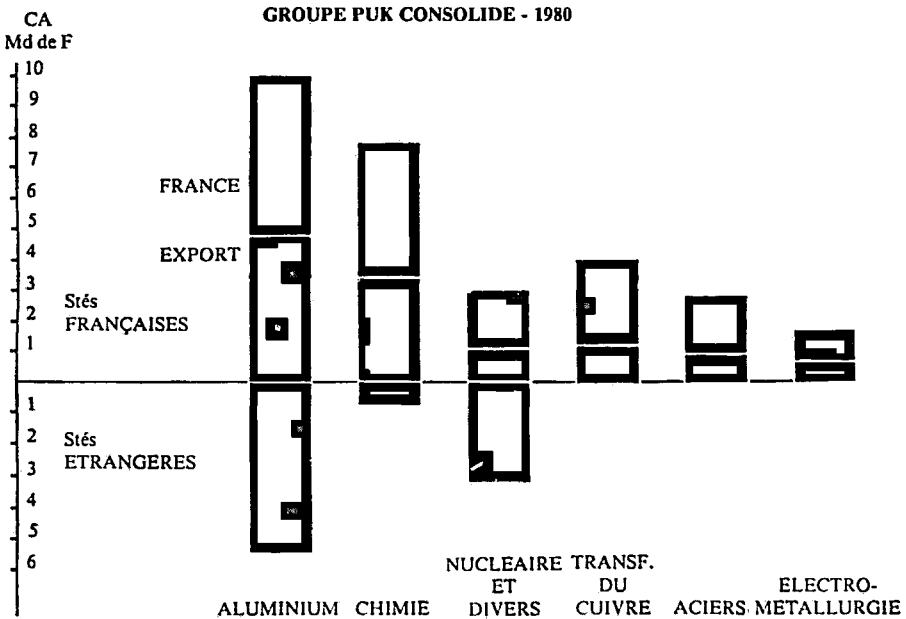 GROUPE PUK CONSOLIDE - 1980
CA
Md de F
10
9
8
7
6
5
4
3
2
1
1
2
3
4
5
6
FRANCE
EXPORT
Stés
FRANÇAISES
Stés
ETRANGERES
ALUMINIUM
CHIMIE
NUCLEAIRE
ET
DIVERS
TRANSF.
DU
CUIVRE
ACIERS
ELECTRO-
METALLURGIE